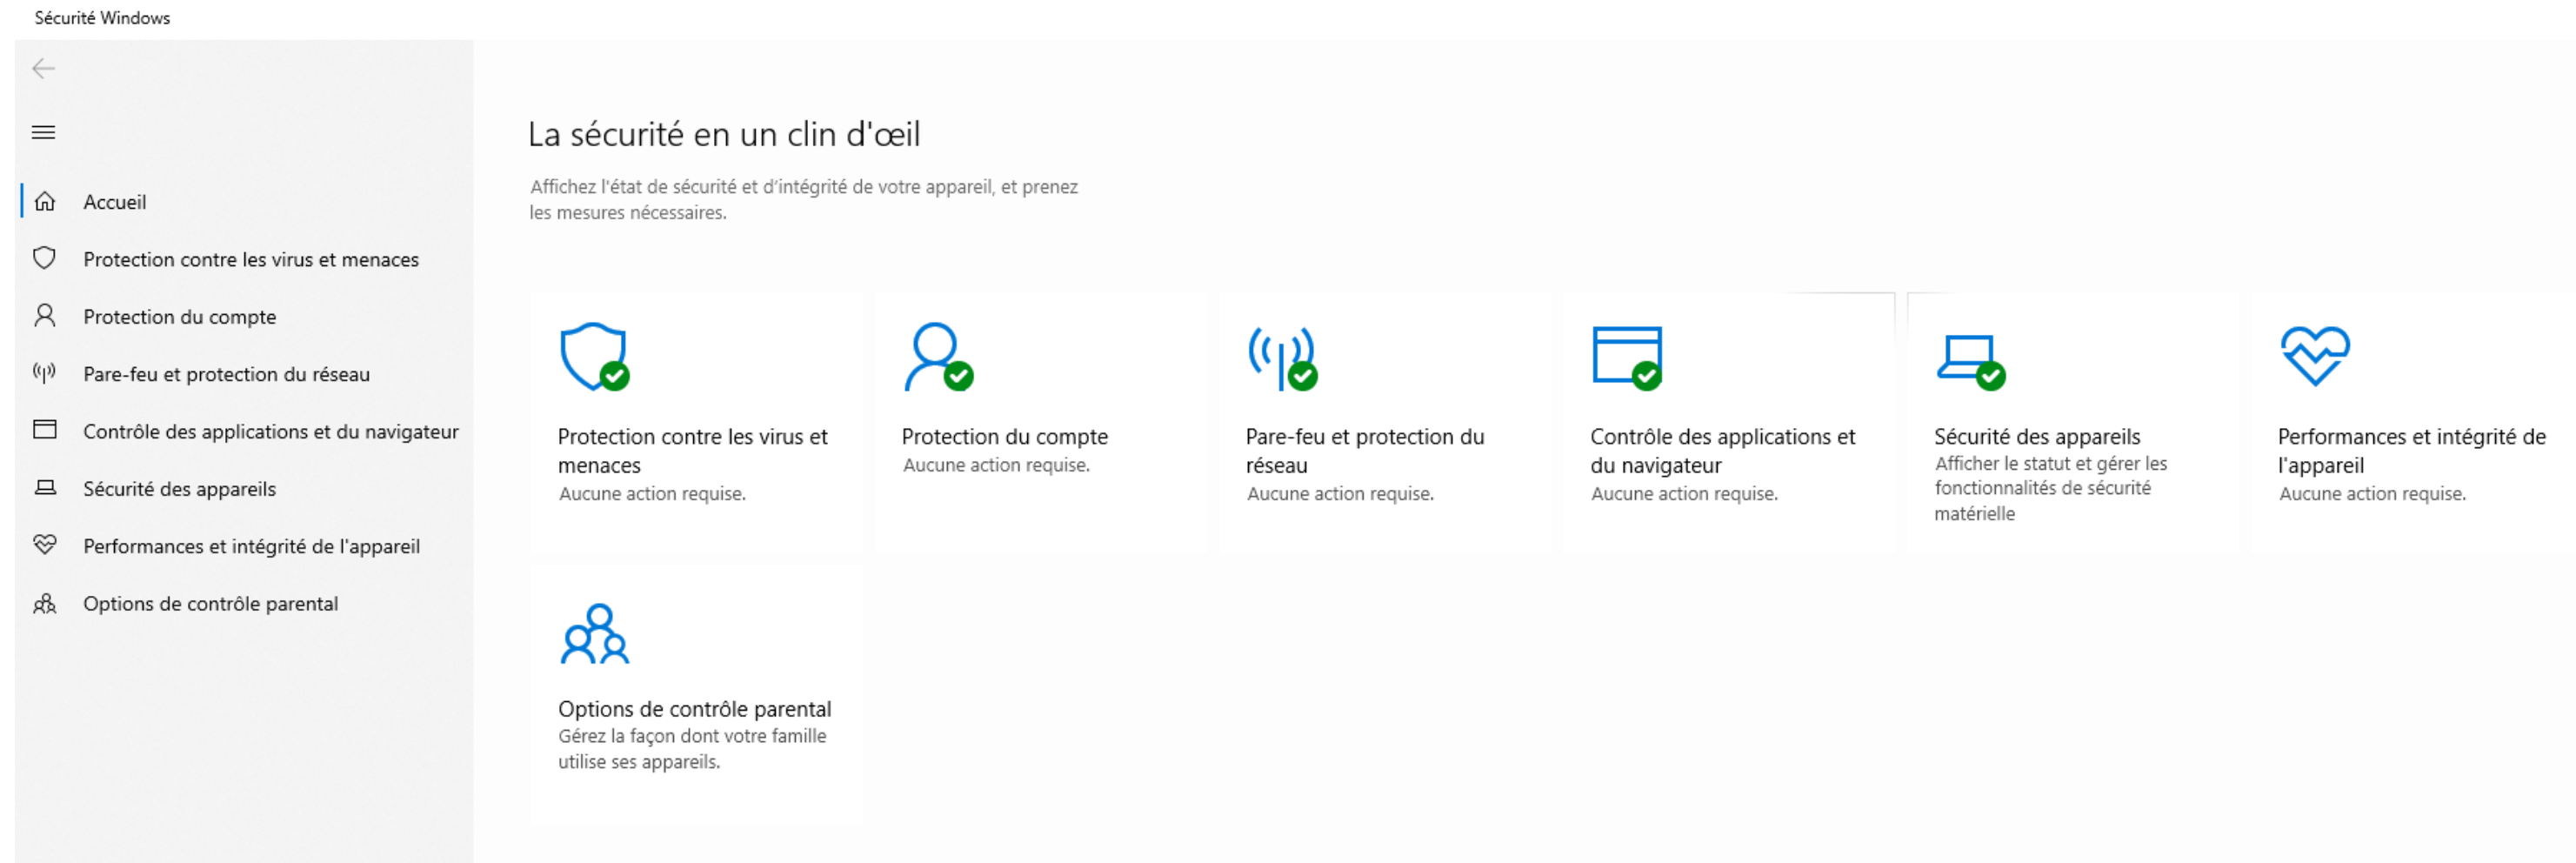 Sécurité Windows
Accueil
Protection contre les virus et menaces
Protection du compte
Pare-feu et protection du réseau
Contrôle des applications et du navigateur
Sécurité des appareils
Performances et intégrité de l'appareil
Options de contrôle parental
La sécurité en un clin d'œil
Affichez l'état de sécurité et d’intégrité de votre appareil, et prenez
les mesures nécessaires.
Protection contre les virus et
menaces
Aucune action requise.
Protection du compte
Aucune action requise.
Pare-feu et protection du
réseau
Aucune action requise.
Contrôle des applications et
du navigateur
Aucune action requise.
Sécurité des appareils
Afficher le statut et gérer les
fonctionnalités de sécurité
matérielle
Performances et intégrité de
l'appareil
Aucune action requise.
Options de contrôle parental
Gérez la façon dont votre famille
utilise ses appareils.